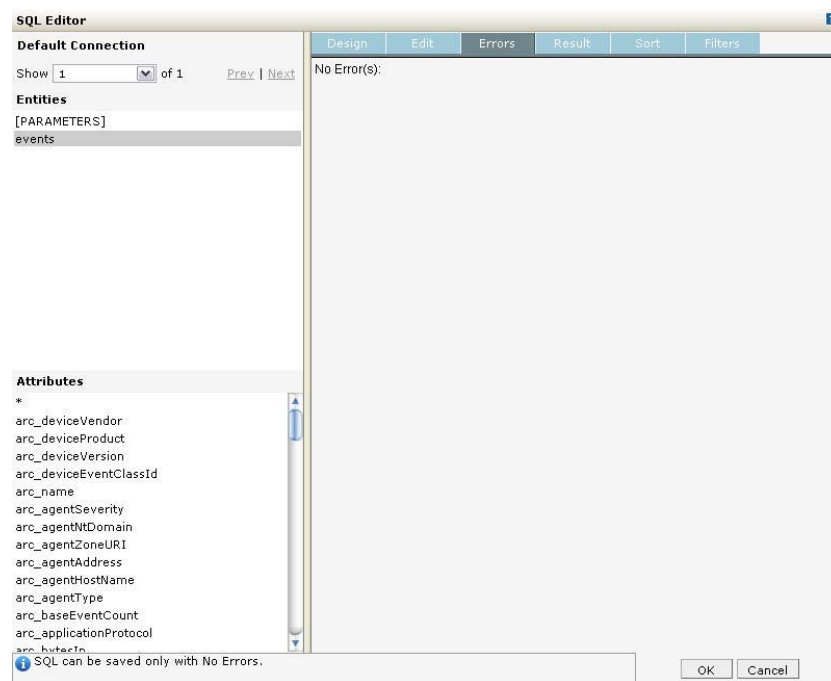 SQL Editor
Default Connection
Show 1 of 1 Prev | Next
Entities
[PARAMETERS]
events
Attributes
*
arc_deviceVendor
arc_deviceProduct
arc_deviceVersion
arc_deviceEventClassId
arc_name
arc_agentSeverity
arc_agentNtDomain
arc_agentZoneURI
arc_agentAddress
arc_agentHostName
arc_agentType
arc_baseEventCount
arc_applicationProtocol
arc_bytesIn
Design Edit Errors Result Sort Filters
No Error(s):
SQL can be saved only with No Errors.
OK Cancel